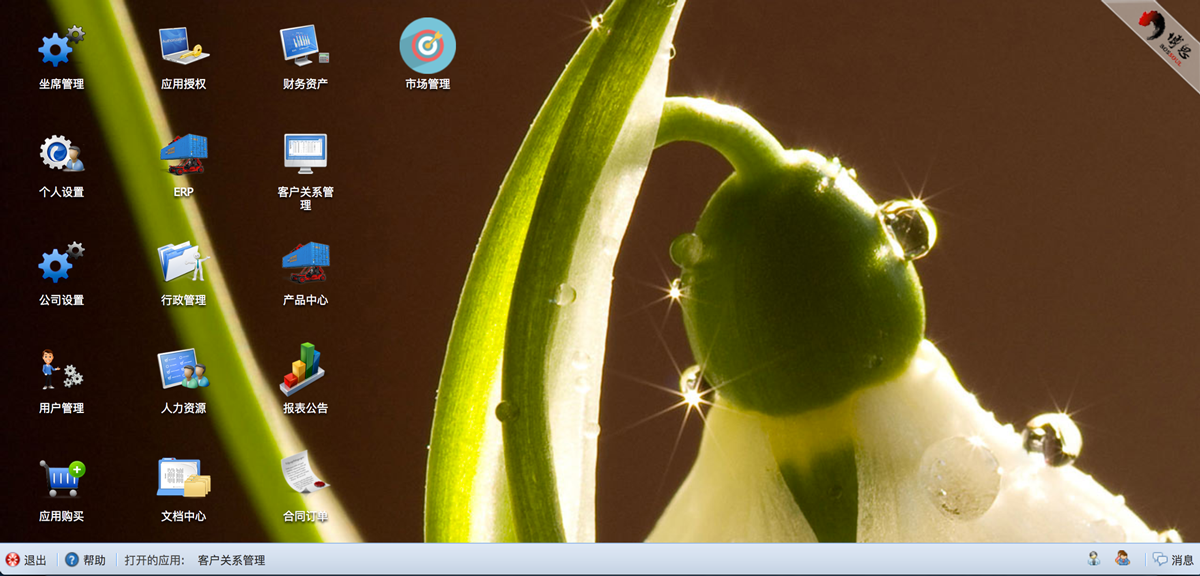 坐席管理
应用授权
财务资产
市场管理
个人设置
ERP
客户关系管
理
公司设置
行政管理
产品中心
用户管理
人力资源
报表公告
应用购买
文档中心
合同订单
博思
退出
帮助
打开的应用:
客户关系管理
消息